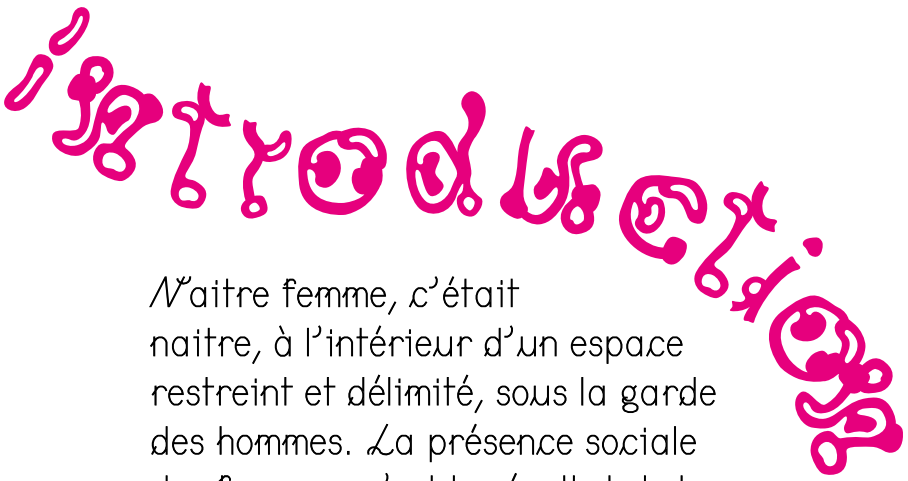 introduction
Naitre femme, c'était
naitre, à l'intérieur d'un espace
restreint et délimité, sous la garde
des hommes. La présence sociale